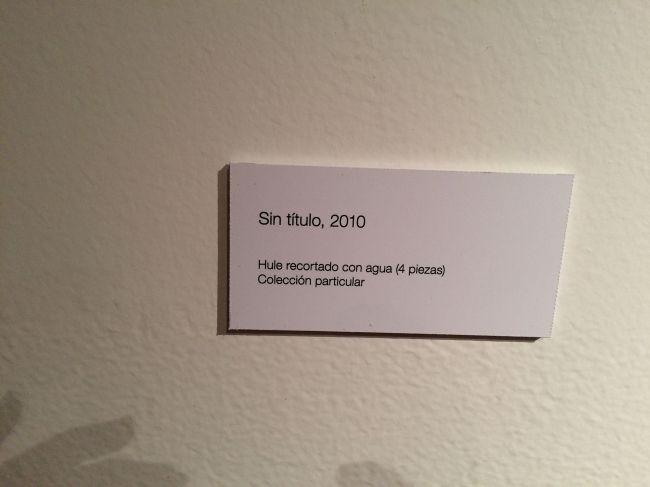 Sin título, 2010
Hule recortado con agua (4 piezas)
Colección particular